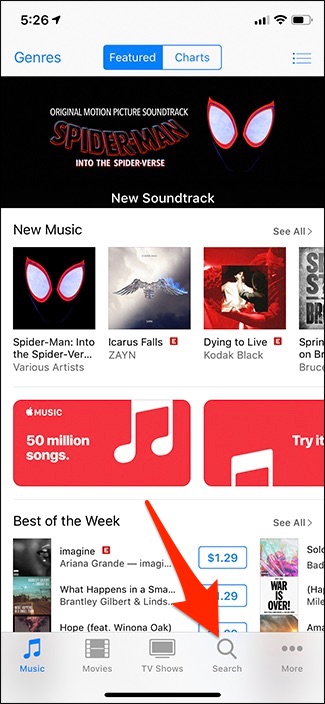 5:26
Genres
Featured
Charts
ORIGINAL MOTION PICTURE SOUNDTRACK
SPIDER-MAN
INTO THE SPIDER-VERSE
New Soundtrack
New Music
See All >
Spider-Man: Into
the Spider-Ver...
Various Artists
Icarus Falls E
ZAYN
Dying to Live E
Kodak Black
Sprin
on Br
Bruce
MUSIC
50 million
songs.
Try it
Best of the Week
See All >
imagine E
Ariana Grande — imagi...
$1.29
What Happens in a Sma...
Brantley Gilbert & Linds...
1.29
Hope (feat. Winona Oak)
WAR
IS
OVER!
Solo
Bad
(Hap
Mile
Ama
Music
Movies
TV Shows
Search
More